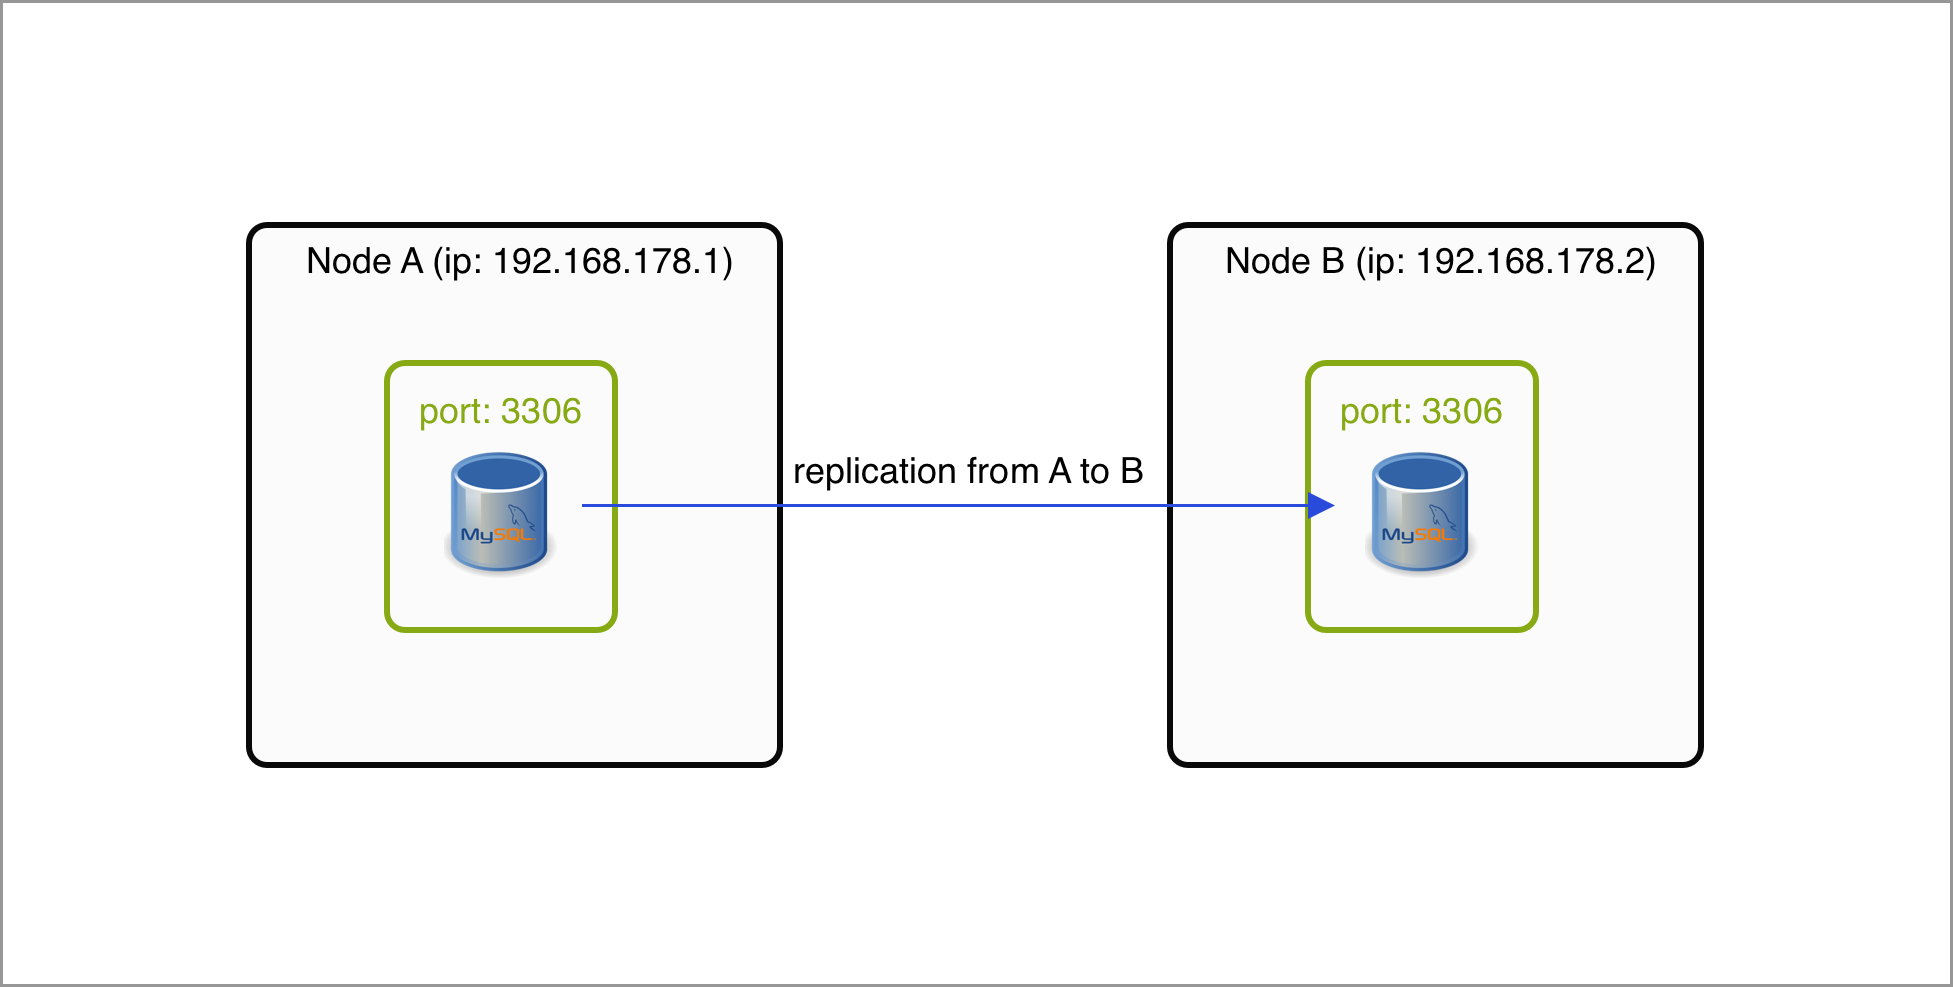 Node A (ip: 192.168.178.1)
port: 3306
MySQL
replication from A to B
Node B (ip: 192.168.178.2)
port: 3306
MySQL